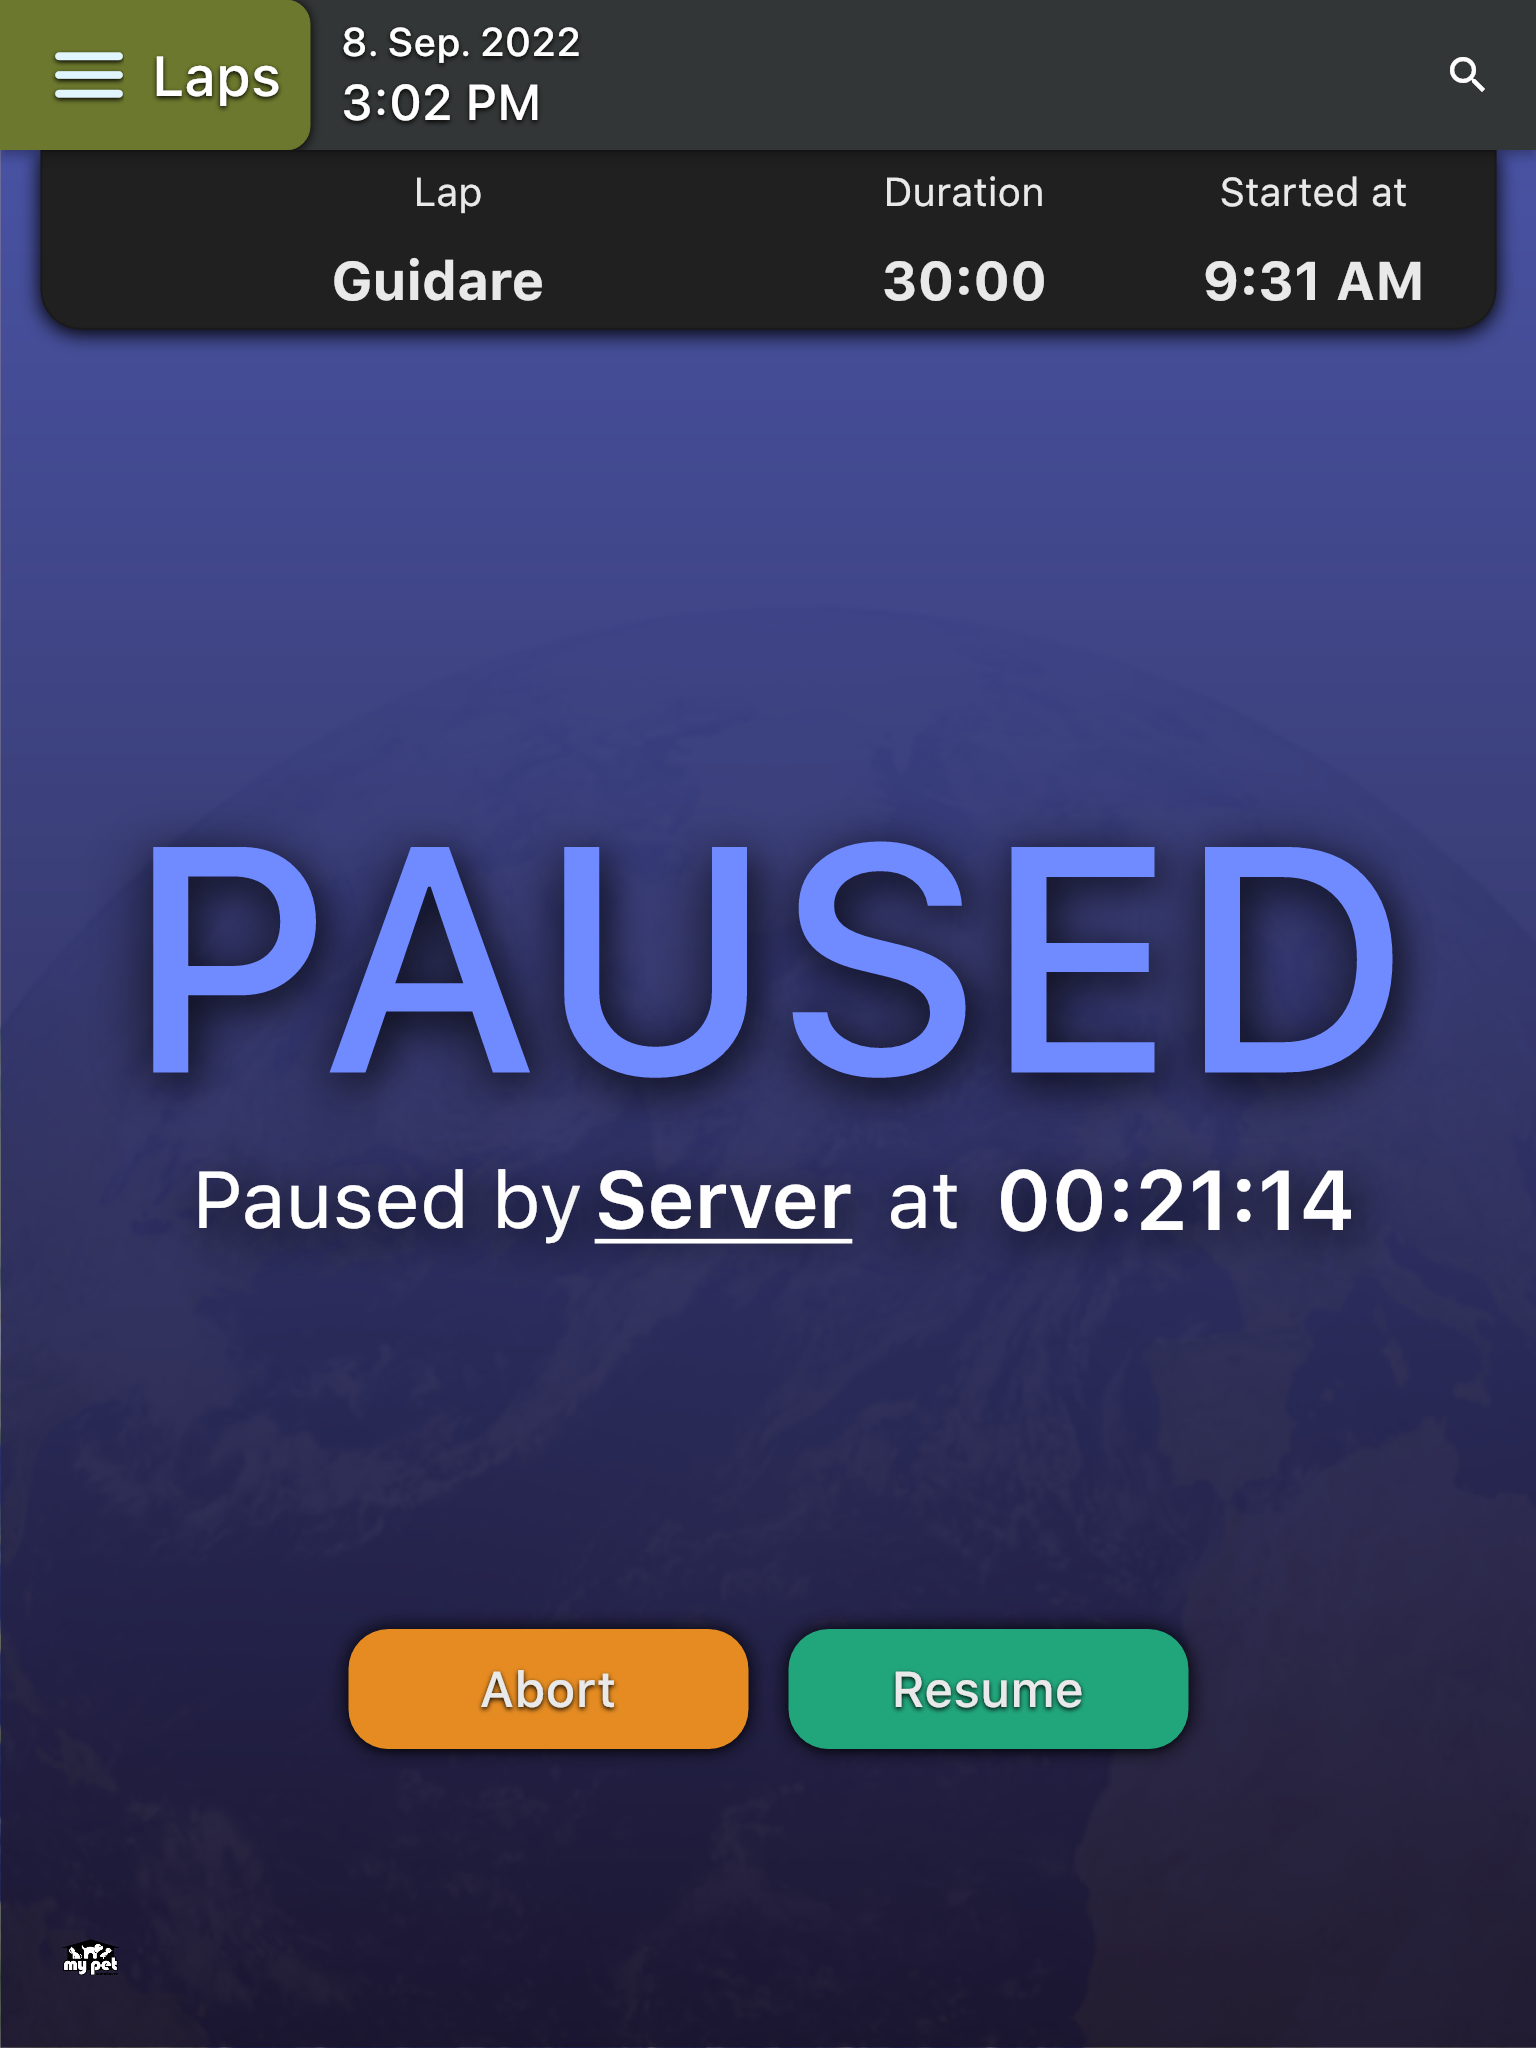 Laps
8. Sep. 2022
3:02 PM
Lap Duration Started at
Guidare 30:00 9:31 AM
PAUSED
Paused by Server at 00:21:14
Abort Resume
my pet